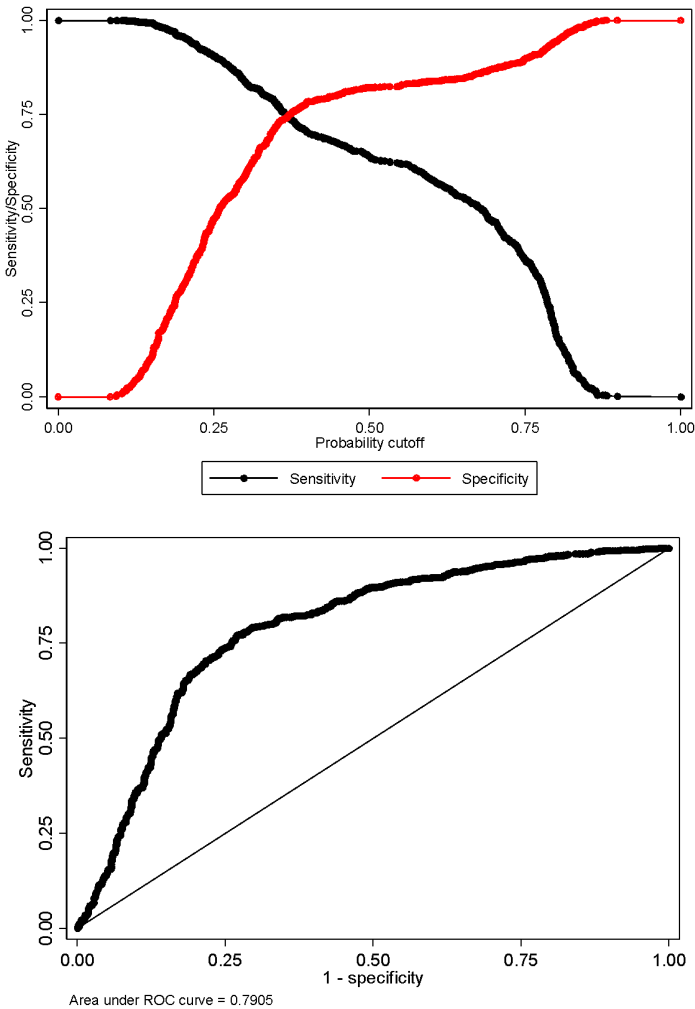 Sensitivity/Specificity
1.00
0.75
0.50
0.25
0.00
0.00 0.25 0.50 0.75 1.00
Probability cutoff
Sensitivity Specificity
Sensitivity
1.00
0.75
0.50
0.25
0.00
0.00 0.25 0.50 0.75 1.00
1 - specificity
Area under ROC curve = 0.7905